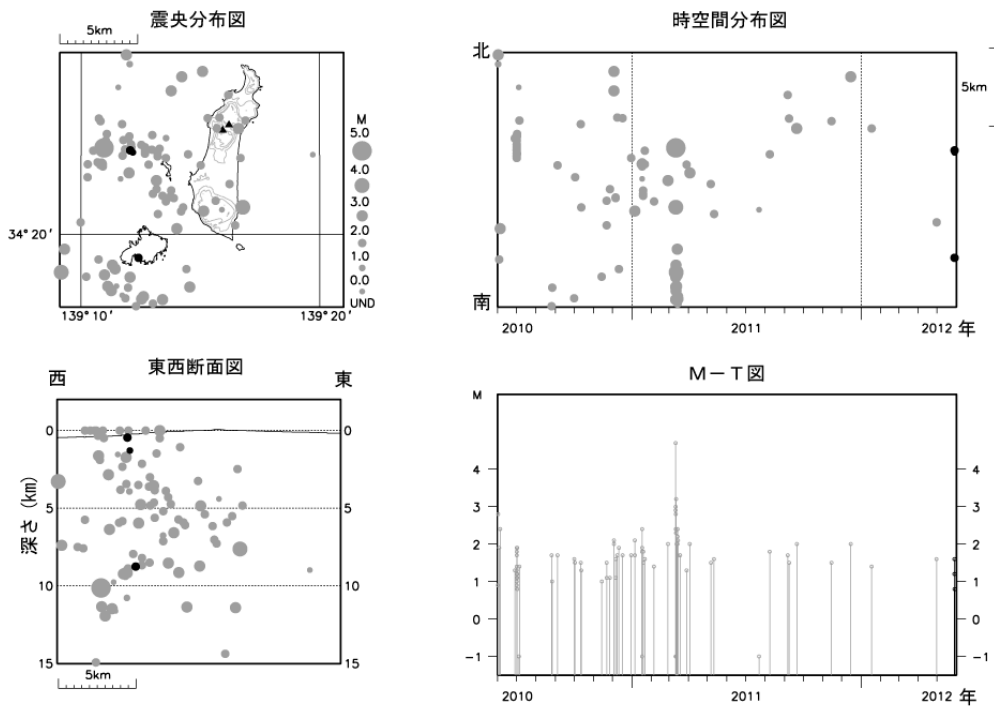 震央分布図
5km
M
5.0
4.0
3.0
2.0
1.0
0.0
UND
34°20′
139°10′
139°20′
時空間分布図
北
南
5km
2010
2011
2012 年
東西断面図
西
東
0
5
10
15
0
5
10
15
深さ(km)
5km
M－T図
M
4
3
2
1
0
-1
4
3
2
1
0
-1
2010
2011
2012 年